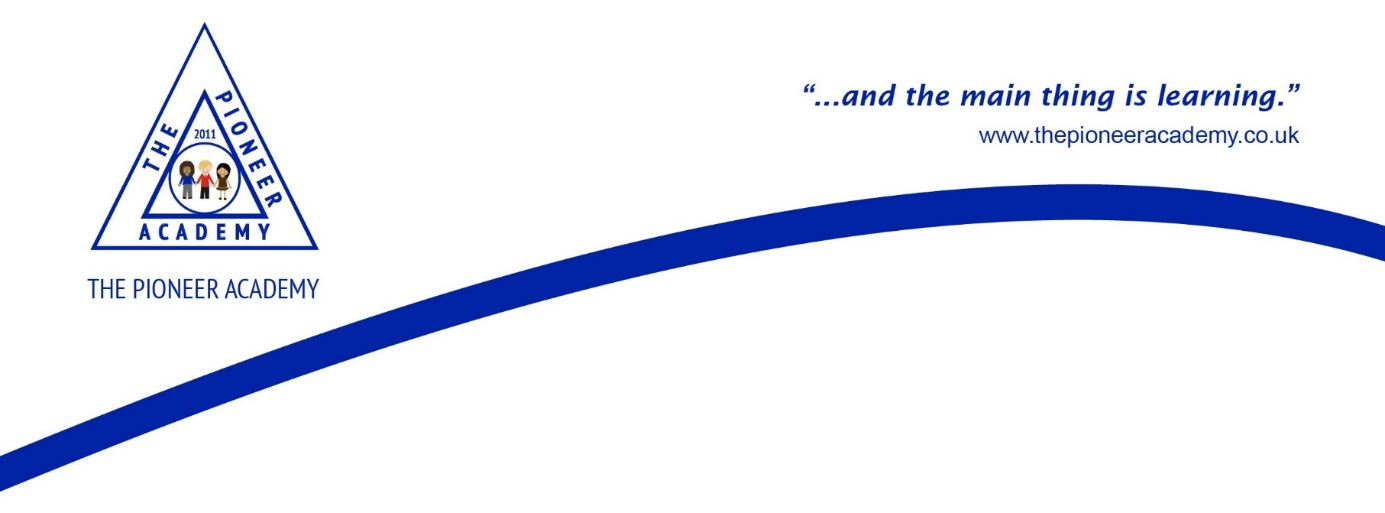 THE PIONEER ACADEMY
2011
THE PIONEER ACADEMY
“...and the main thing is learning.”
www.thepioneeracademy.co.uk